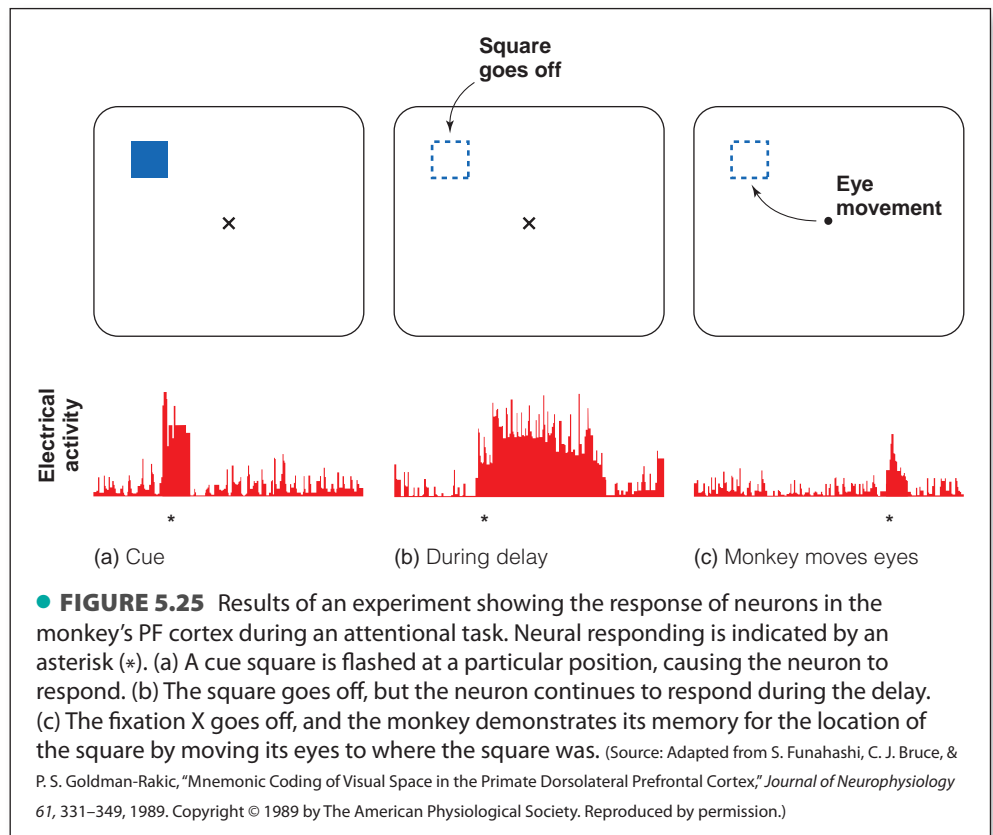 Square
goes off
×
×
Eye
movement
Electrical
activity
*
*
*
(a) Cue
(b) During delay
(c) Monkey moves eyes
● FIGURE 5.25 Results of an experiment showing the response of neurons in the
monkey’s PF cortex during an attentional task. Neural responding is indicated by an
asterisk (*). (a) A cue square is flashed at a particular position, causing the neuron to
respond. (b) The square goes off, but the neuron continues to respond during the delay.
(c) The fixation X goes off, and the monkey demonstrates its memory for the location of
the square by moving its eyes to where the square was. (Source: Adapted from S. Funahashi, C. J. Bruce, &
P. S. Goldman-Rakic, “Mnemonic Coding of Visual Space in the Primate Dorsolateral Prefrontal Cortex,” Journal of Neurophysiology
61, 331–349, 1989. Copyright © 1989 by The American Physiological Society. Reproduced by permission.)